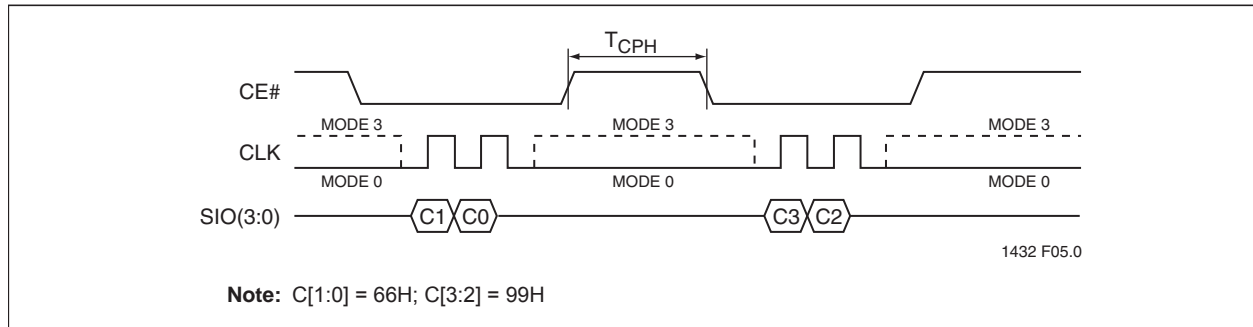 TCPH
CE#
MODE 3 MODE 3 MODE 3
CLK
MODE 0 MODE 0 MODE 0
SIO(3:0) C1 C0 C3 C2
1432 F05.0
Note: C[1:0] = 66H; C[3:2] = 99H